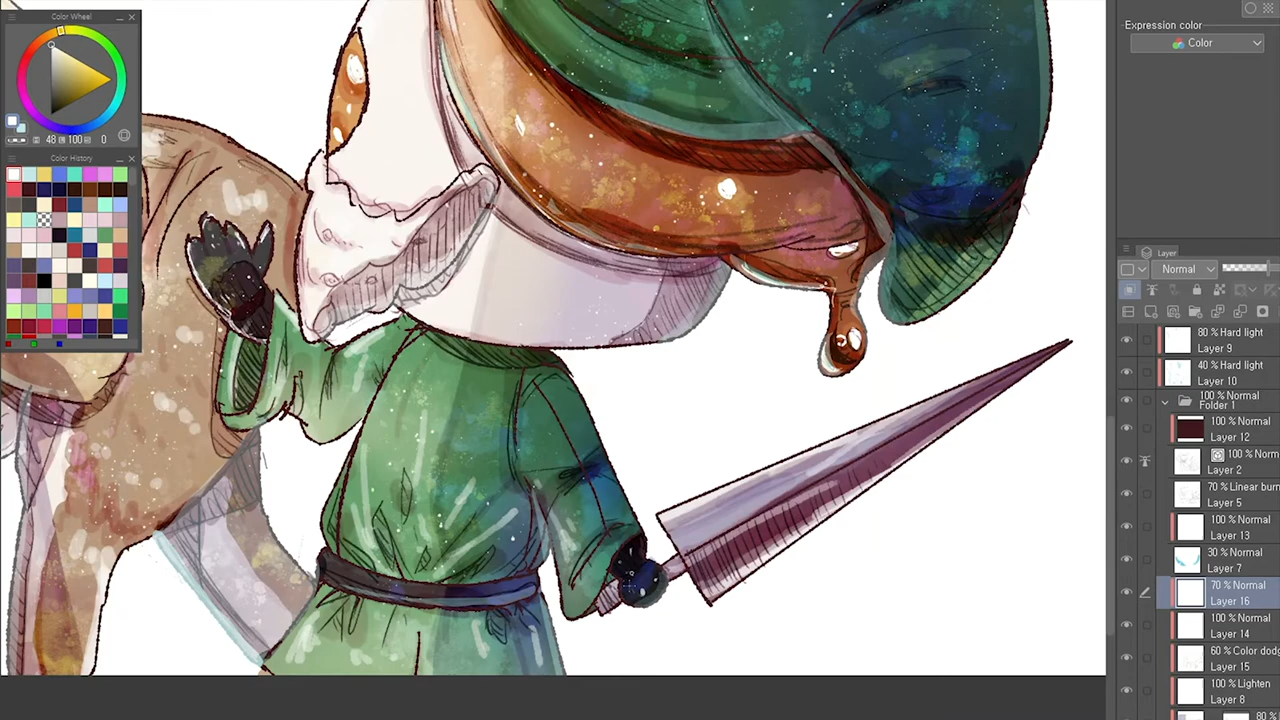 Color Wheel
48 100 0
Color History
Expression color
Color
Layer
Normal
80 % Hard light
Layer 9
40 % Hard light
Layer 10
100 % Normal
Folder 1
100 % Normal
Layer 12
100 % Norm
Layer 2
70 % Linear burn
Layer 5
100 % Normal
Layer 13
30 % Normal
Layer 7
70 % Normal
Layer 16
100 % Normal
Layer 14
60 % Color dodg
Layer 15
100 % Lighten
Layer 8
80 %